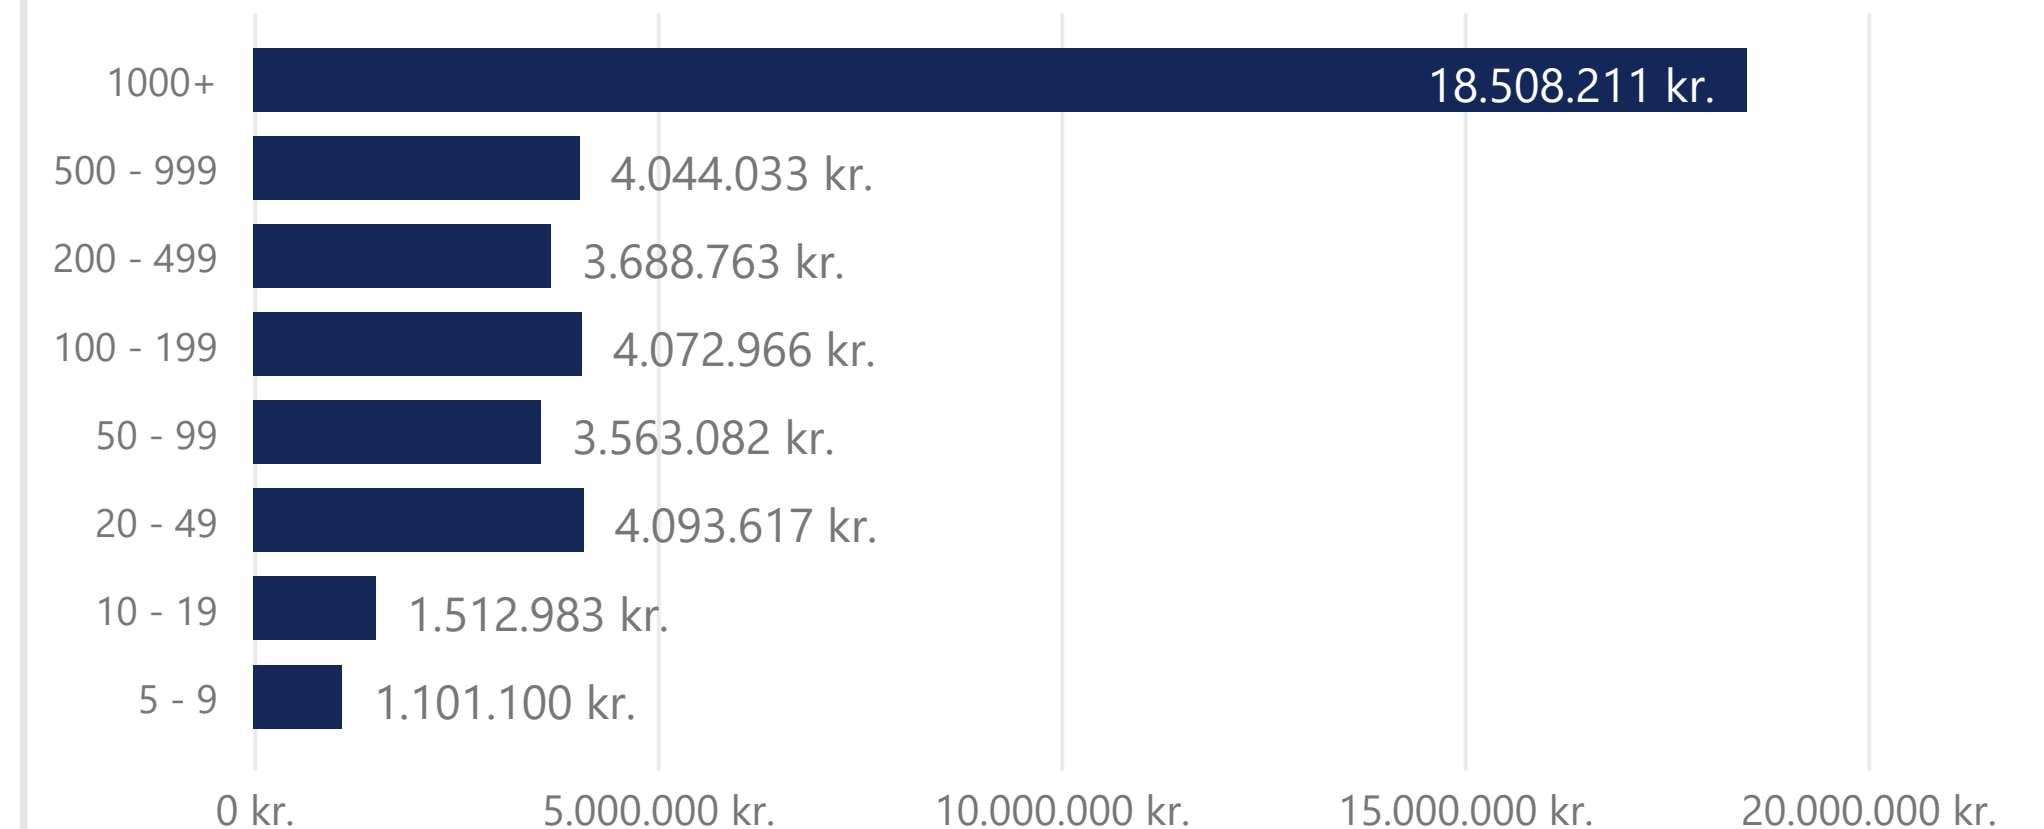 1000+ 18.508.211 kr.
500 - 999 4.044.033 kr.
200 - 499 3.688.763 kr.
100 - 199 4.072.966 kr.
50 - 99 3.563.082 kr.
20 - 49 4.093.617 kr.
10 - 19 1.512.983 kr.
5 - 9 1.101.100 kr.
0 kr. 5.000.000 kr. 10.000.000 kr. 15.000.000 kr. 20.000.000 kr.